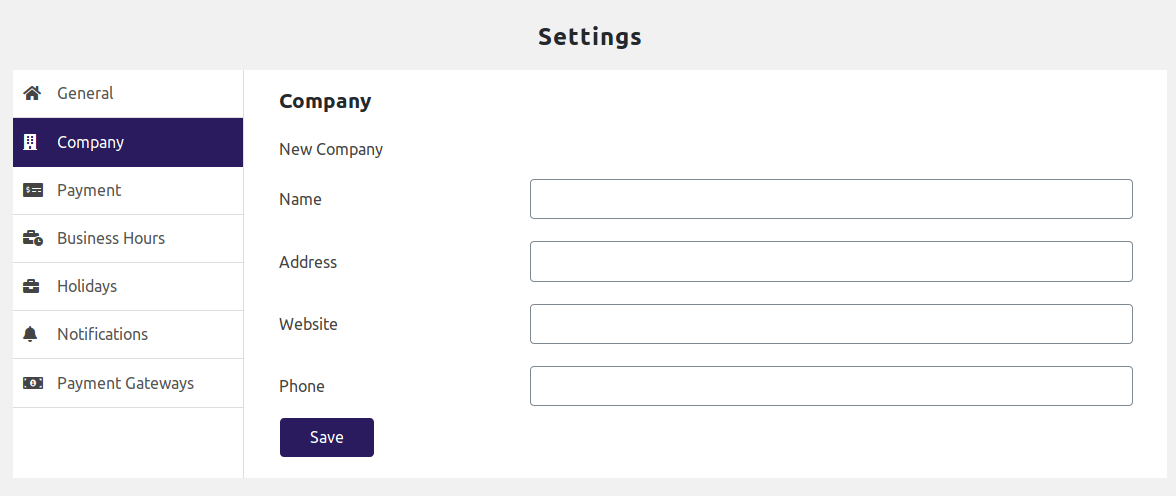 Settings
General
Company
Payment
Business Hours
Holidays
Notifications
Payment Gateways
Company
New Company
Name
Address
Website
Phone
Save